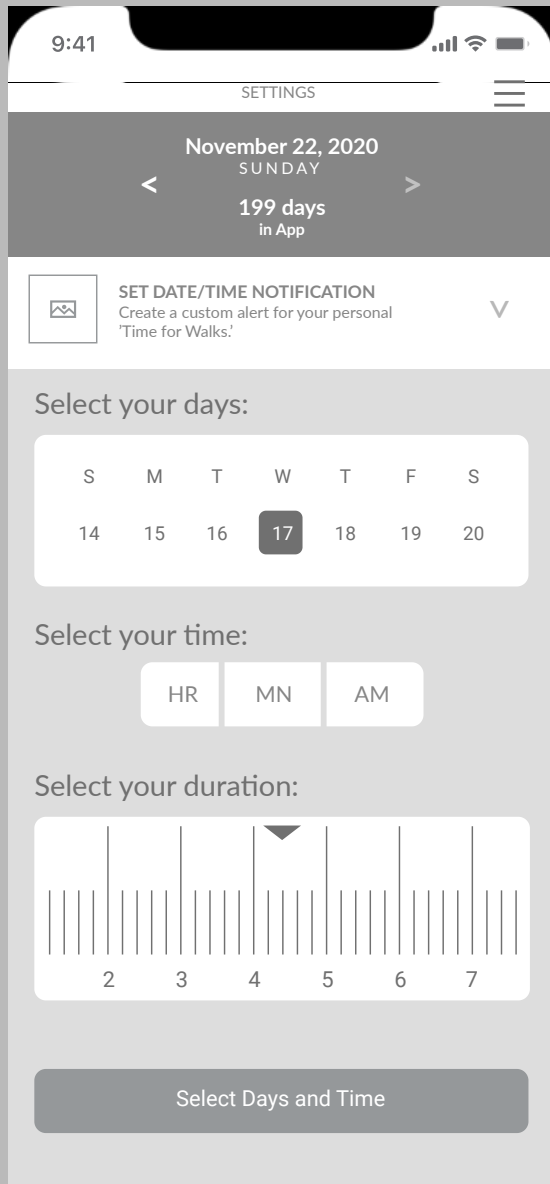 9:41
SETTINGS
November 22, 2020
SUNDAY
< >
199 days
in App
SET DATE/TIME NOTIFICATION
Create a custom alert for your personal
'Time for Walks.'
V
Select your days:
S M T W T F S
14 15 16 17 18 19 20
Select your time:
HR MN AM
Select your duration:
2 3 4 5 6 7
Select Days and Time